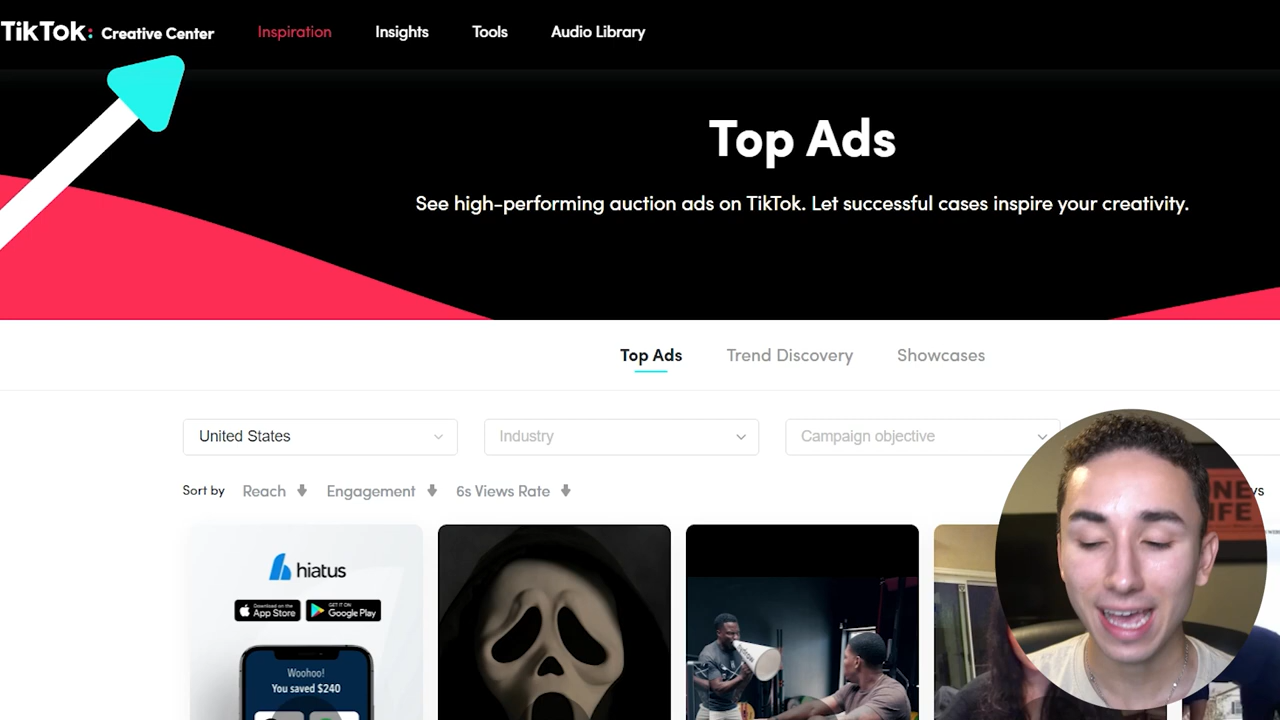 TikTok: Creative Center
Inspiration
Insights
Tools
Audio Library
Top Ads
See high-performing auction ads on TikTok. Let successful cases inspire your creativity.
Top Ads
Trend Discovery
Showcases
United States
Industry
Campaign objective
Sort by
Reach
Engagement
6s Views Rate
hiatus
Download on the
App Store
GET IT ON
Google Play
Woohoo!
You saved $240